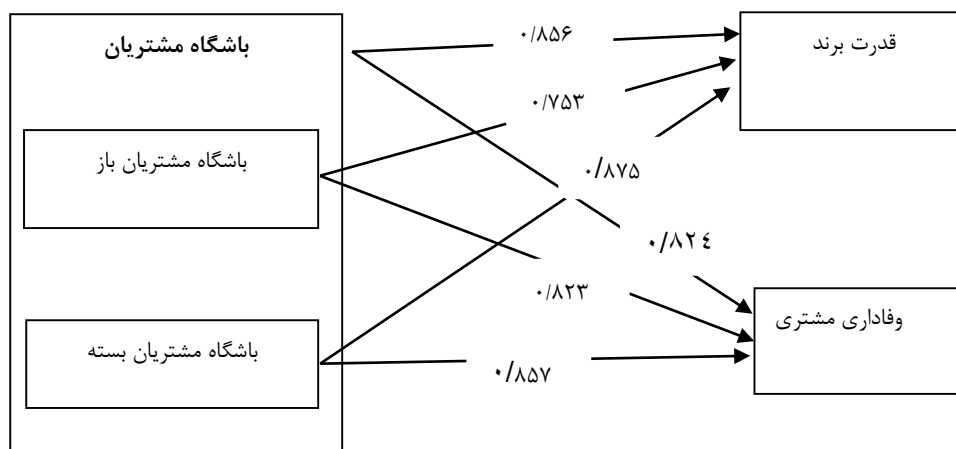 باشگاه مشتریان
۰/۸۵۶
قدرت برند
۰/۷۵۳
باشگاه مشتریان باز
۰/۸۷۵
۰/۸۲٤
۰/۸۲۳
وفاداری مشتری
باشگاه مشتریان بسته
۰/۸۵۷